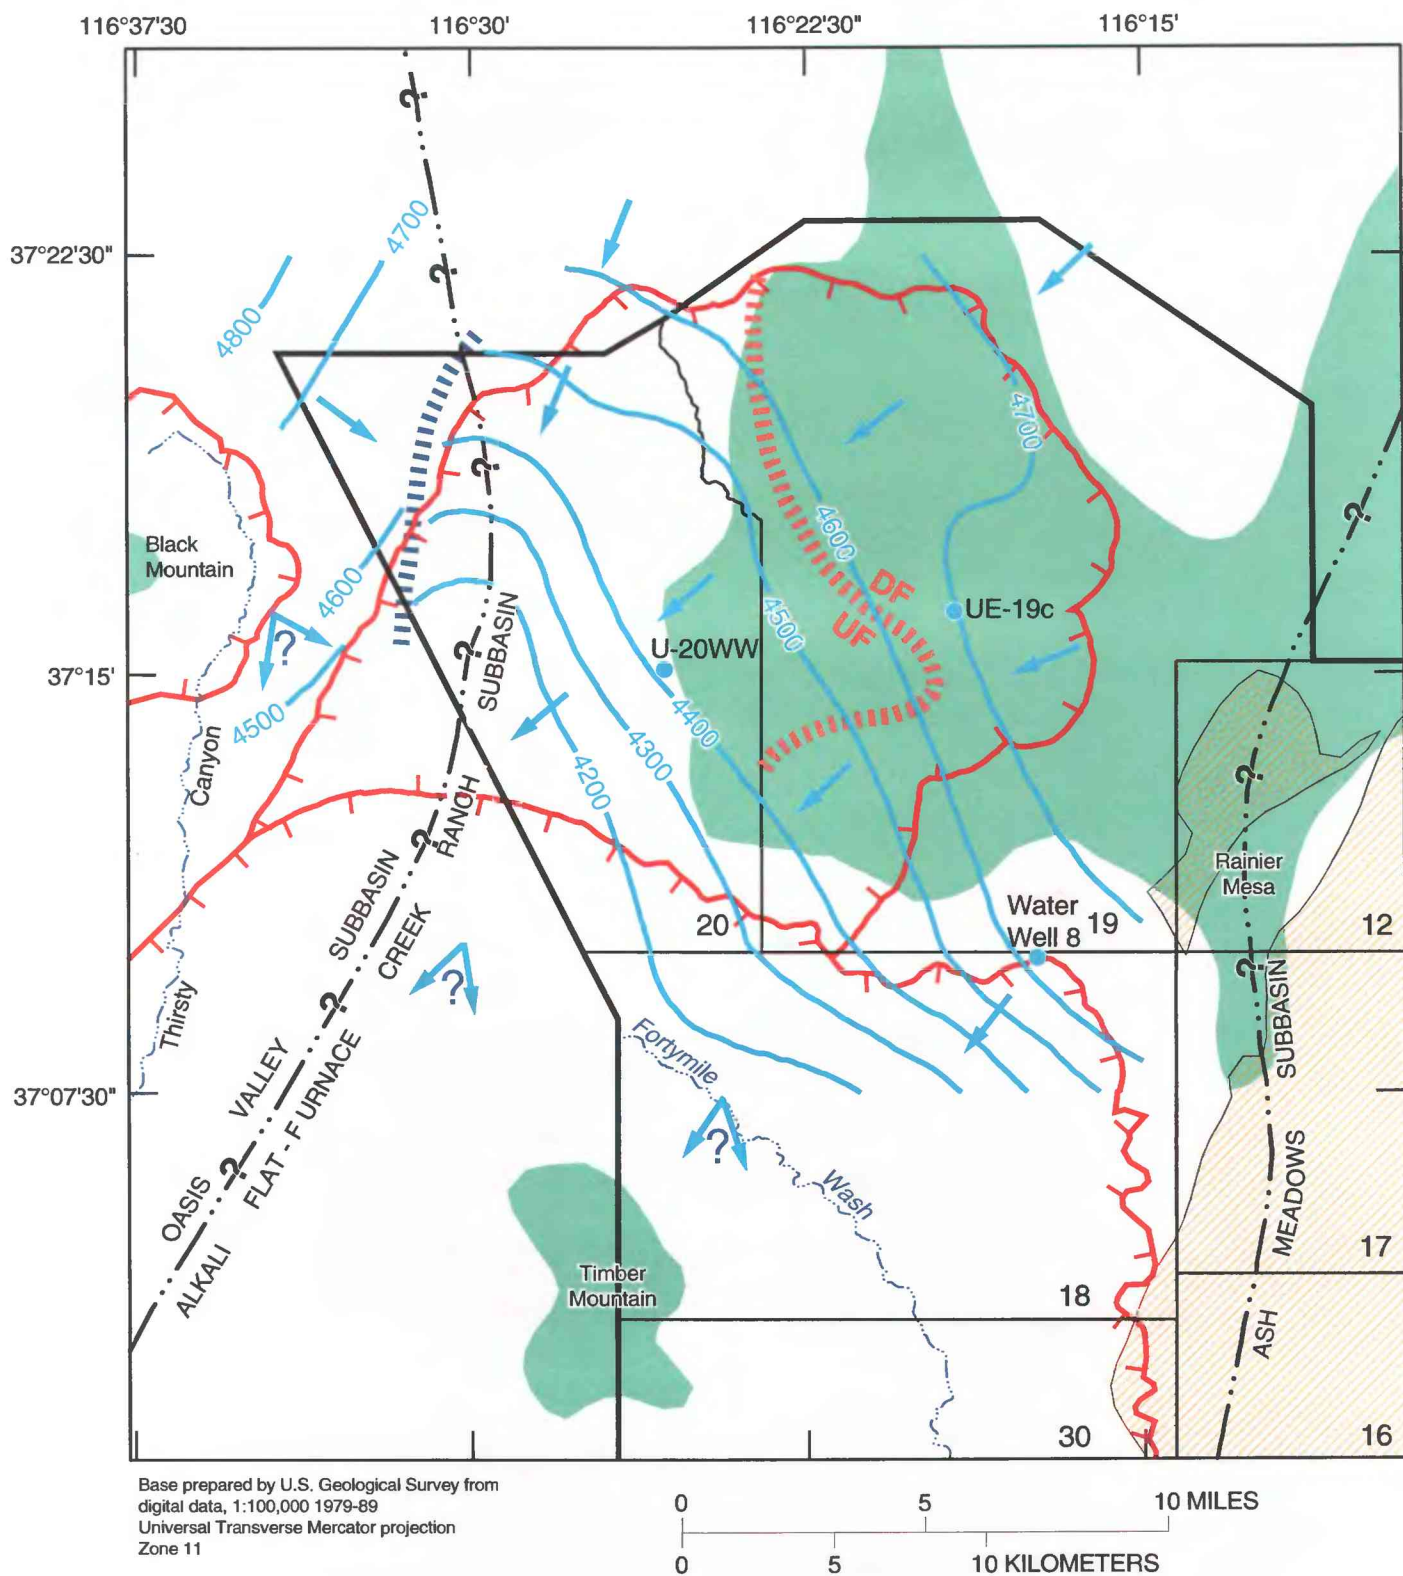 116°37'30
116°30'
116°22'30"
116°15'
?
4700
37°22'30"
?
4800
4700
?
?
4600
Black
Mountain
DF
4600
UF
4500
UE-19c
?
U-20WW
37°15'
?
SUBBASIN
4500
4400
4300
Canyon
4200
?
?
RANCH
Rainier
Mesa
SUBBASIN
Water
Well 8
20
19
12
CREEK
?
?
?
SUBBASIN
Thirsty
Fortymile
VALLEY
FURNACE
37°07'30"
?
?
FLAT -
Wash
OASIS
MEADOWS
17
ALKALI
Timber
Mountain
18
ASH
30
16
Base prepared by U.S. Geological Survey from
digital data, 1:100,000 1979-89
Universal Transverse Mercator projection
Zone 11
0 5 10 MILES
0 5 10 KILOMETERS